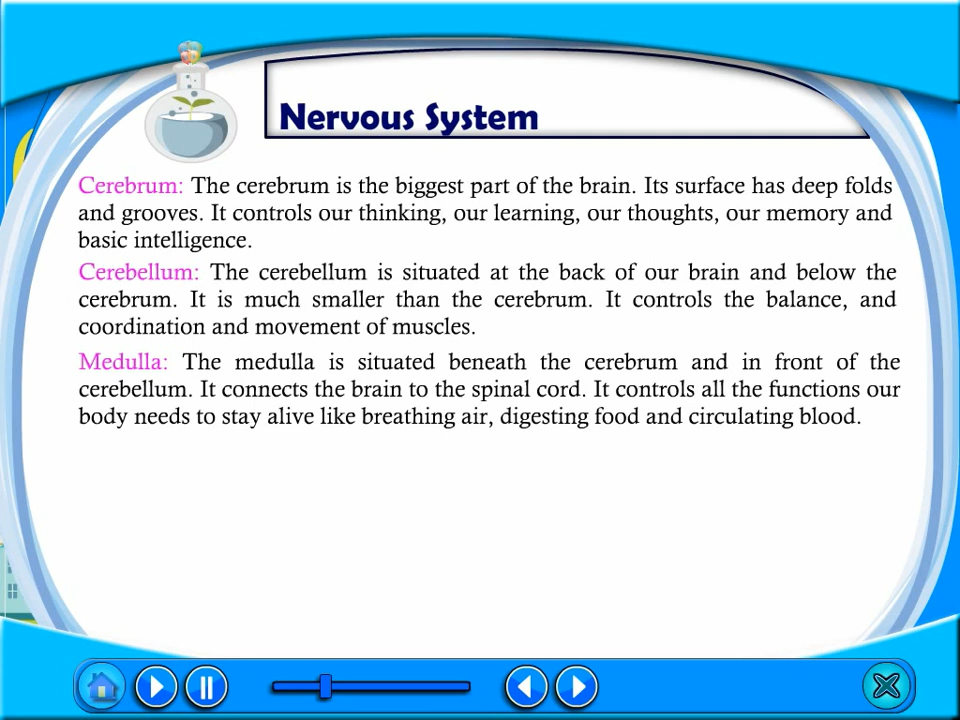 Nervous System
Cerebrum: The cerebrum is the biggest part of the brain. Its surface has deep folds
and grooves. It controls our thinking, our learning, our thoughts, our memory and
basic intelligence.
Cerebellum: The cerebellum is situated at the back of our brain and below the
cerebrum. It is much smaller than the cerebrum. It controls the balance, and
coordination and movement of muscles.
Medulla: The medulla is situated beneath the cerebrum and in front of the
cerebellum. It connects the brain to the spinal cord. It controls all the functions our
body needs to stay alive like breathing air, digesting food and circulating blood.